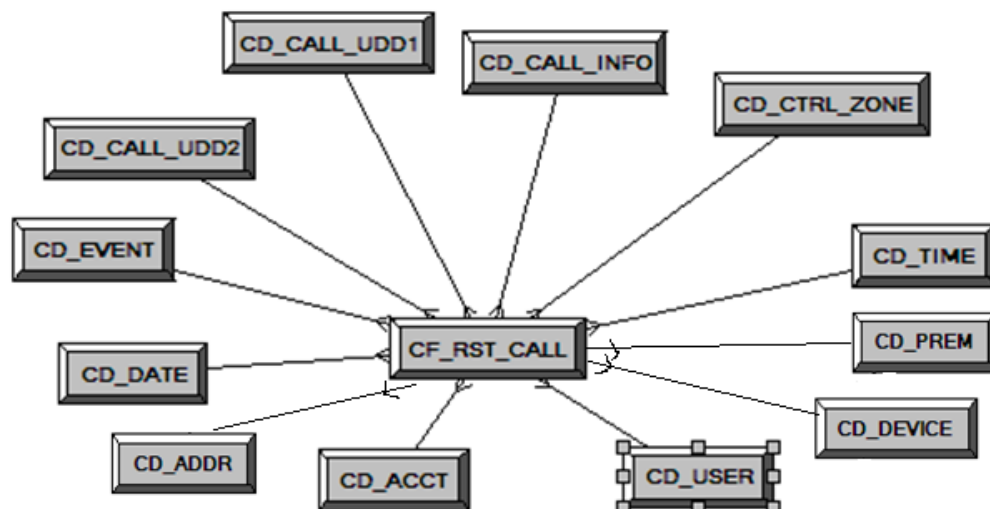 CD_CALL_UDD1
CD_CALL_INFO
CD_CTRL_ZONE
CD_CALL_UDD2
CD_EVENT
CD_TIME
CF_RST_CALL
CD_PREM
CD_DATE
CD_DEVICE
CD_ADDR
CD_ACCT
CD_USER